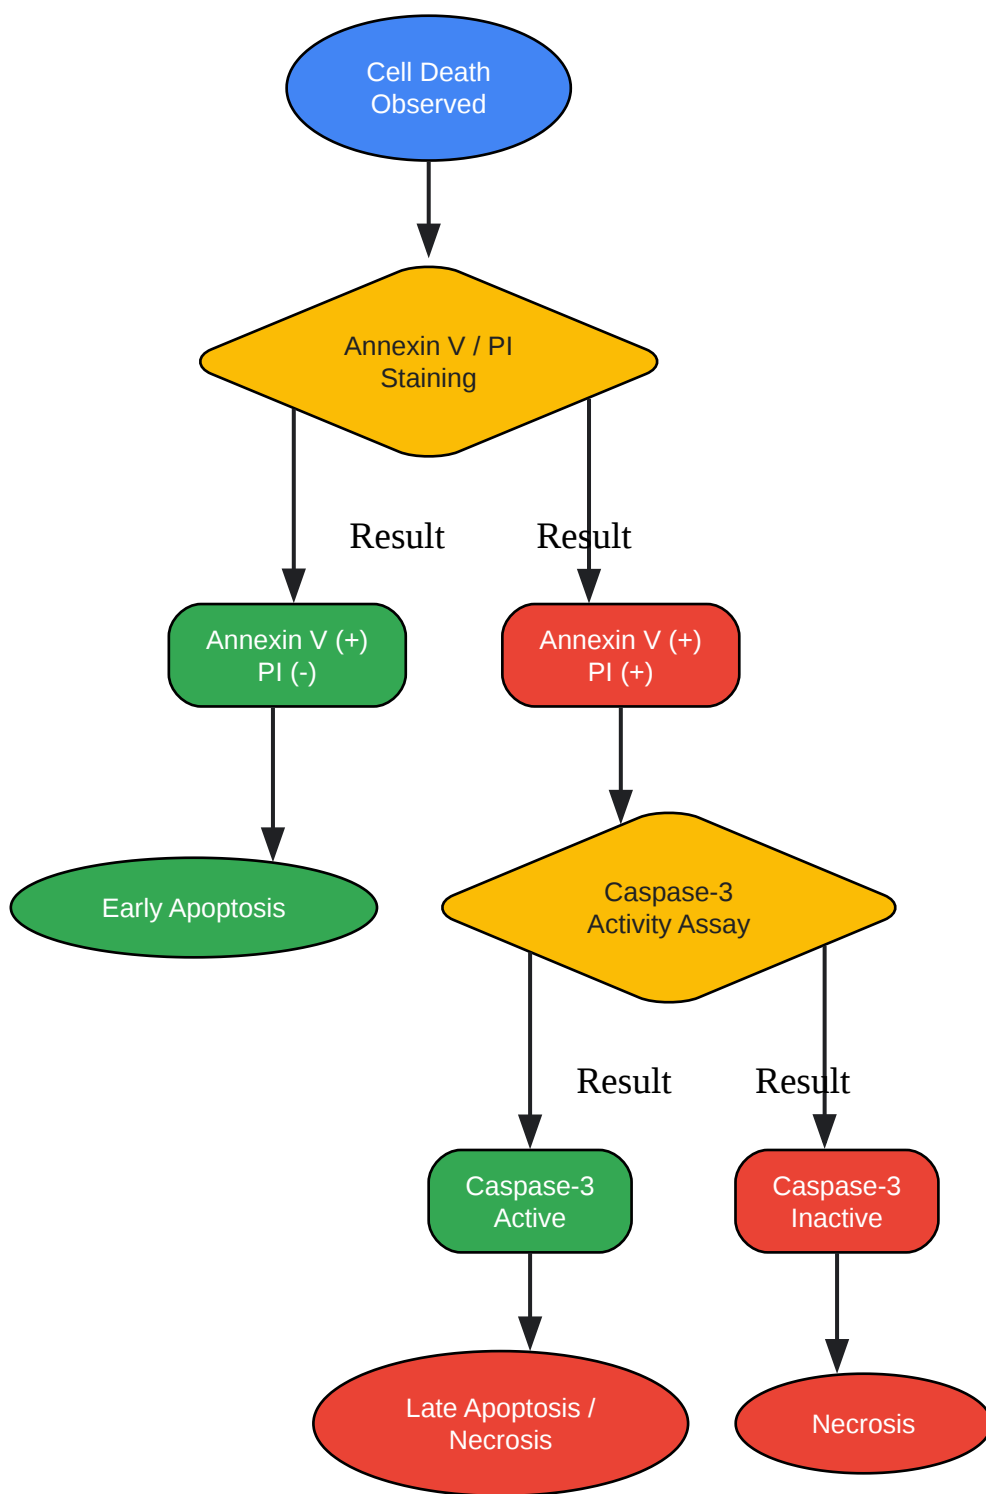 Cell Death
Observed
Annexin V / PI
Staining
Result
Result
Annexin V (+)
PI (-)
Annexin V (+)
PI (+)
Early Apoptosis
Caspase-3
Activity Assay
Result
Result
Caspase-3
Active
Caspase-3
Inactive
Late Apoptosis /
Necrosis
Necrosis